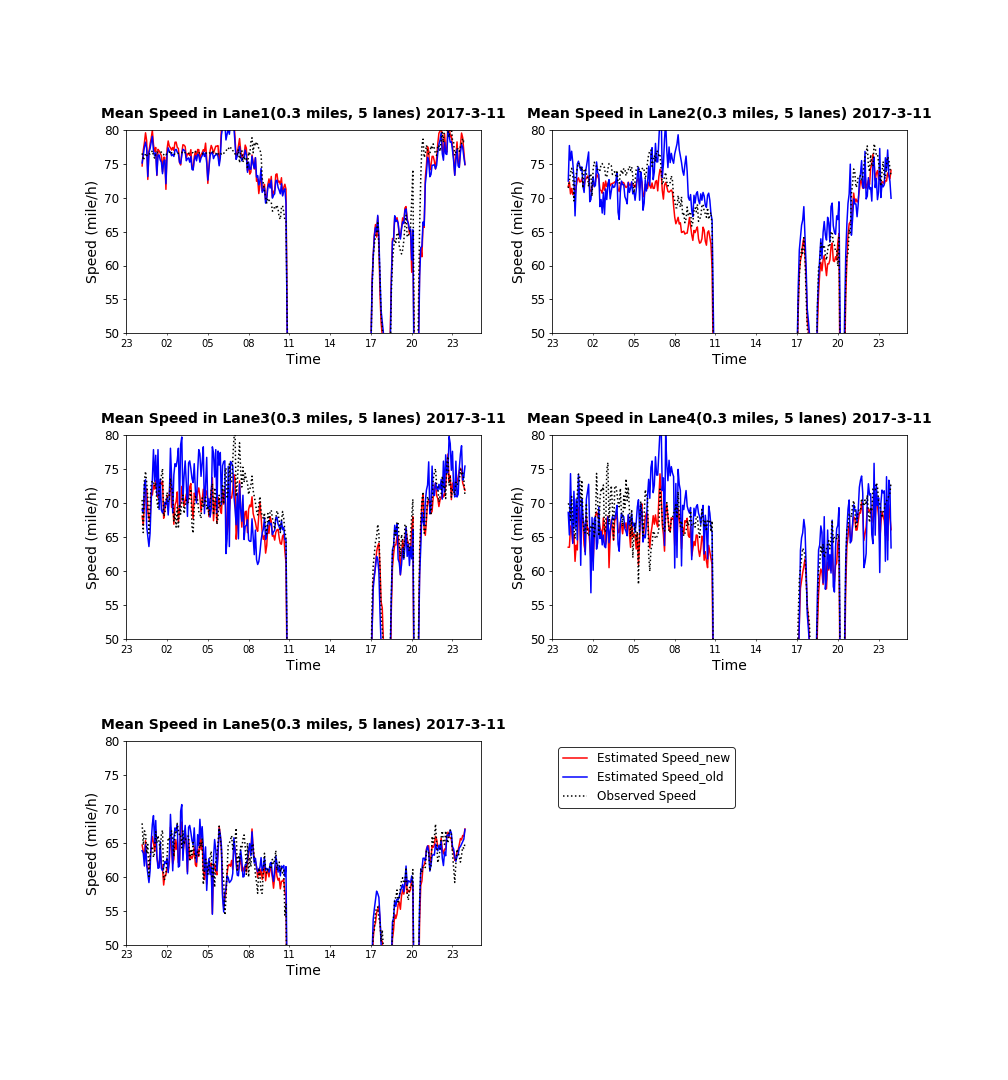 Mean Speed in Lane1(0.3 miles, 5 lanes) 2017-3-11
80
75
70
65
60
55
50
Speed (mile/h)
23 02 05 08 11 14 17 20 23
Time
Mean Speed in Lane2(0.3 miles, 5 lanes) 2017-3-11
80
75
70
65
60
55
50
Speed (mile/h)
23 02 05 08 11 14 17 20 23
Time
Mean Speed in Lane3(0.3 miles, 5 lanes) 2017-3-11
80
75
70
65
60
55
50
Speed (mile/h)
23 02 05 08 11 14 17 20 23
Time
Mean Speed in Lane4(0.3 miles, 5 lanes) 2017-3-11
80
75
70
65
60
55
50
Speed (mile/h)
23 02 05 08 11 14 17 20 23
Time
Mean Speed in Lane5(0.3 miles, 5 lanes) 2017-3-11
80
75
70
65
60
55
50
Speed (mile/h)
23 02 05 08 11 14 17 20 23
Time
Estimated Speed_new
Estimated Speed_old
Observed Speed